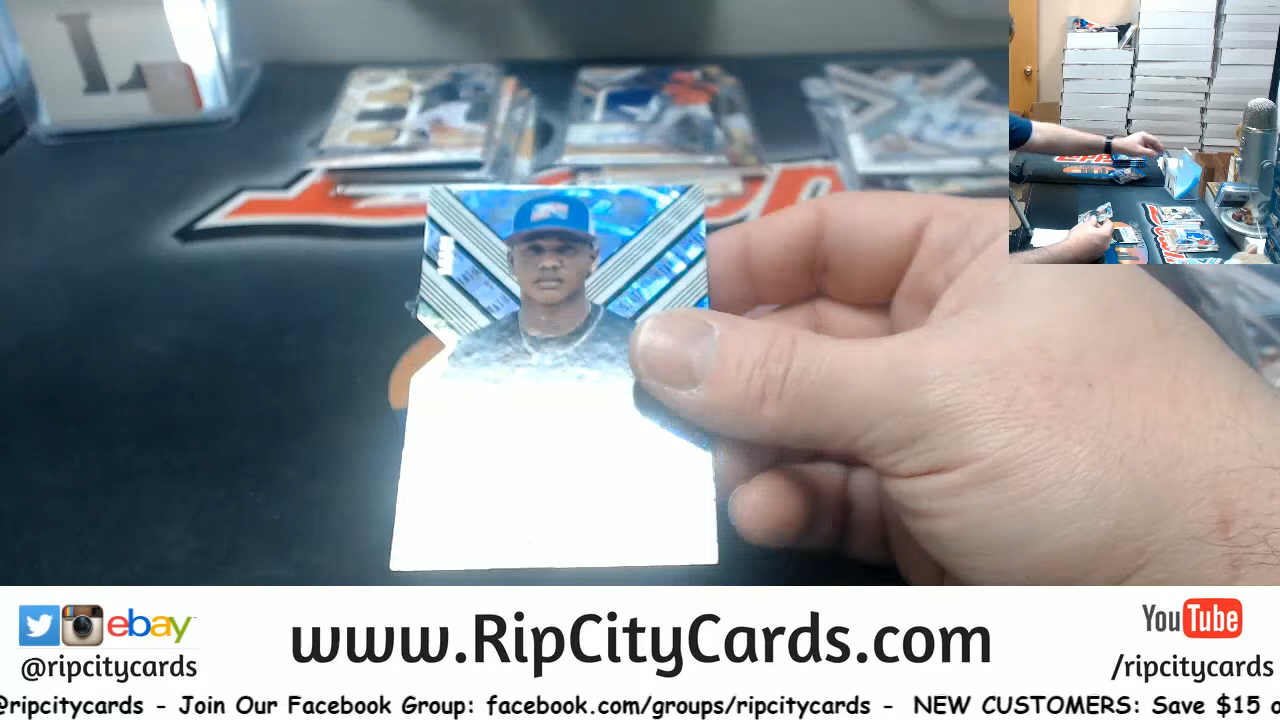 L
ebay
@ripcitycards
www.RipCityCards.com
YouTube
/ripcitycards
@ripcitycards - Join Our Facebook Group: facebook.com/groups/ripcitycards - NEW CUSTOMERS: Save $15 o